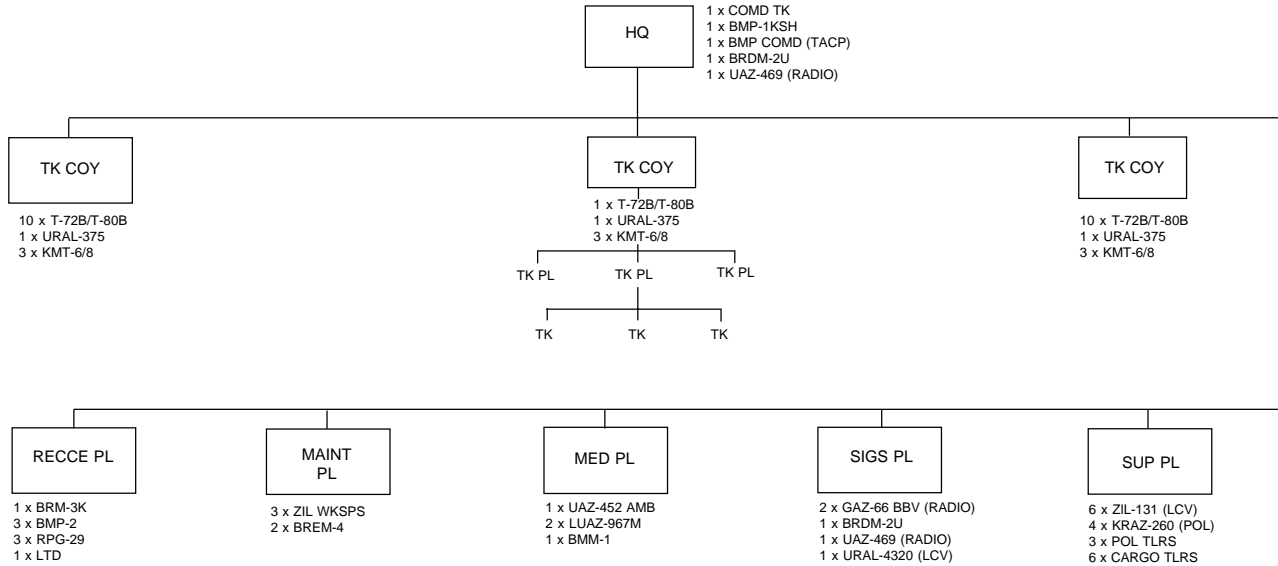 HQ
1 x COMD TK
1 x BMP-1KSH
1 x BMP COMD (TACP)
1 x BRDM-2U
1 x UAZ-469 (RADIO)
TK COY
10 x T-72B/T-80B
1 x URAL-375
3 x KMT-6/8
TK COY
1 x T-72B/T-80B
1 x URAL-375
3 x KMT-6/8
TK PL
TK PL
TK PL
TK
TK
TK
TK COY
10 x T-72B/T-80B
1 x URAL-375
3 x KMT-6/8
RECCE PL
1 x BRM-3K
3 x BMP-2
3 x RPG-29
1 x LTD
MAINT
PL
3 x ZIL WKSPS
2 x BREM-4
MED PL
1 x UAZ-452 AMB
2 x LUAZ-967M
1 x BMM-1
SIGS PL
2 x GAZ-66 BBV (RADIO)
1 x BRDM-2U
1 x UAZ-469 (RADIO)
1 x URAL-4320 (LCV)
SUP PL
6 x ZIL-131 (LCV)
4 x KRAZ-260 (POL)
3 x POL TLRS
6 x CARGO TLRS